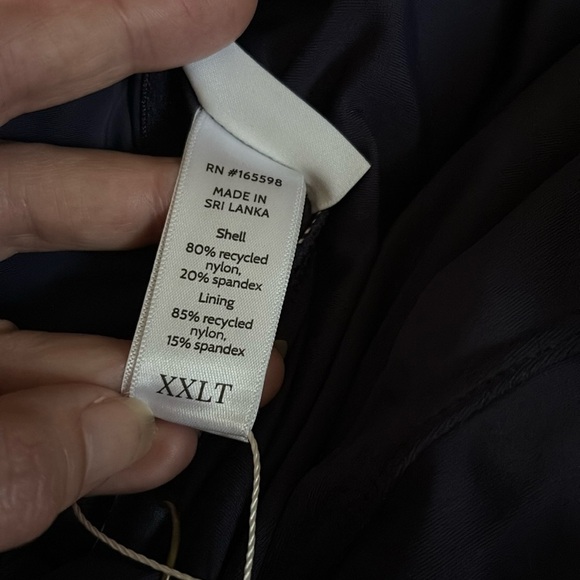 RN #165598
MADE IN
SRI LANKA
Shell
80% recycled
nylon,
20% spandex
Lining
85% recycled
nylon,
15% spandex
XXLT